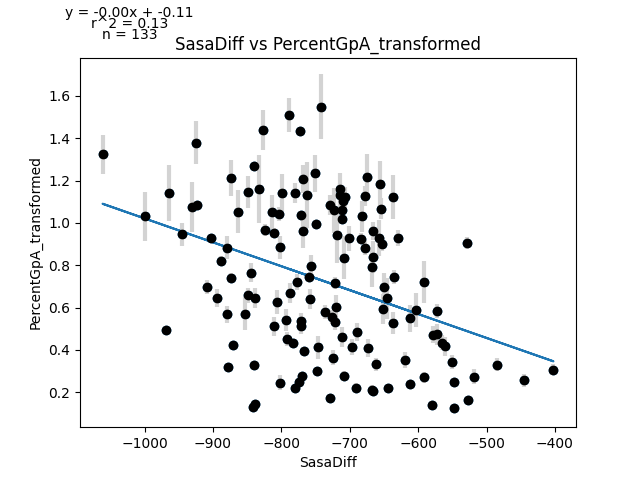 y = -0.00x + -0.11
r^2 = 0.13
n = 133
SasaDiff vs PercentGpA_transformed
1.6
1.4
1.2
1.0
0.8
0.6
0.4
0.2
PercentGpA_transformed
−1000 −900 −800 −700 −600 −500 −400
SasaDiff